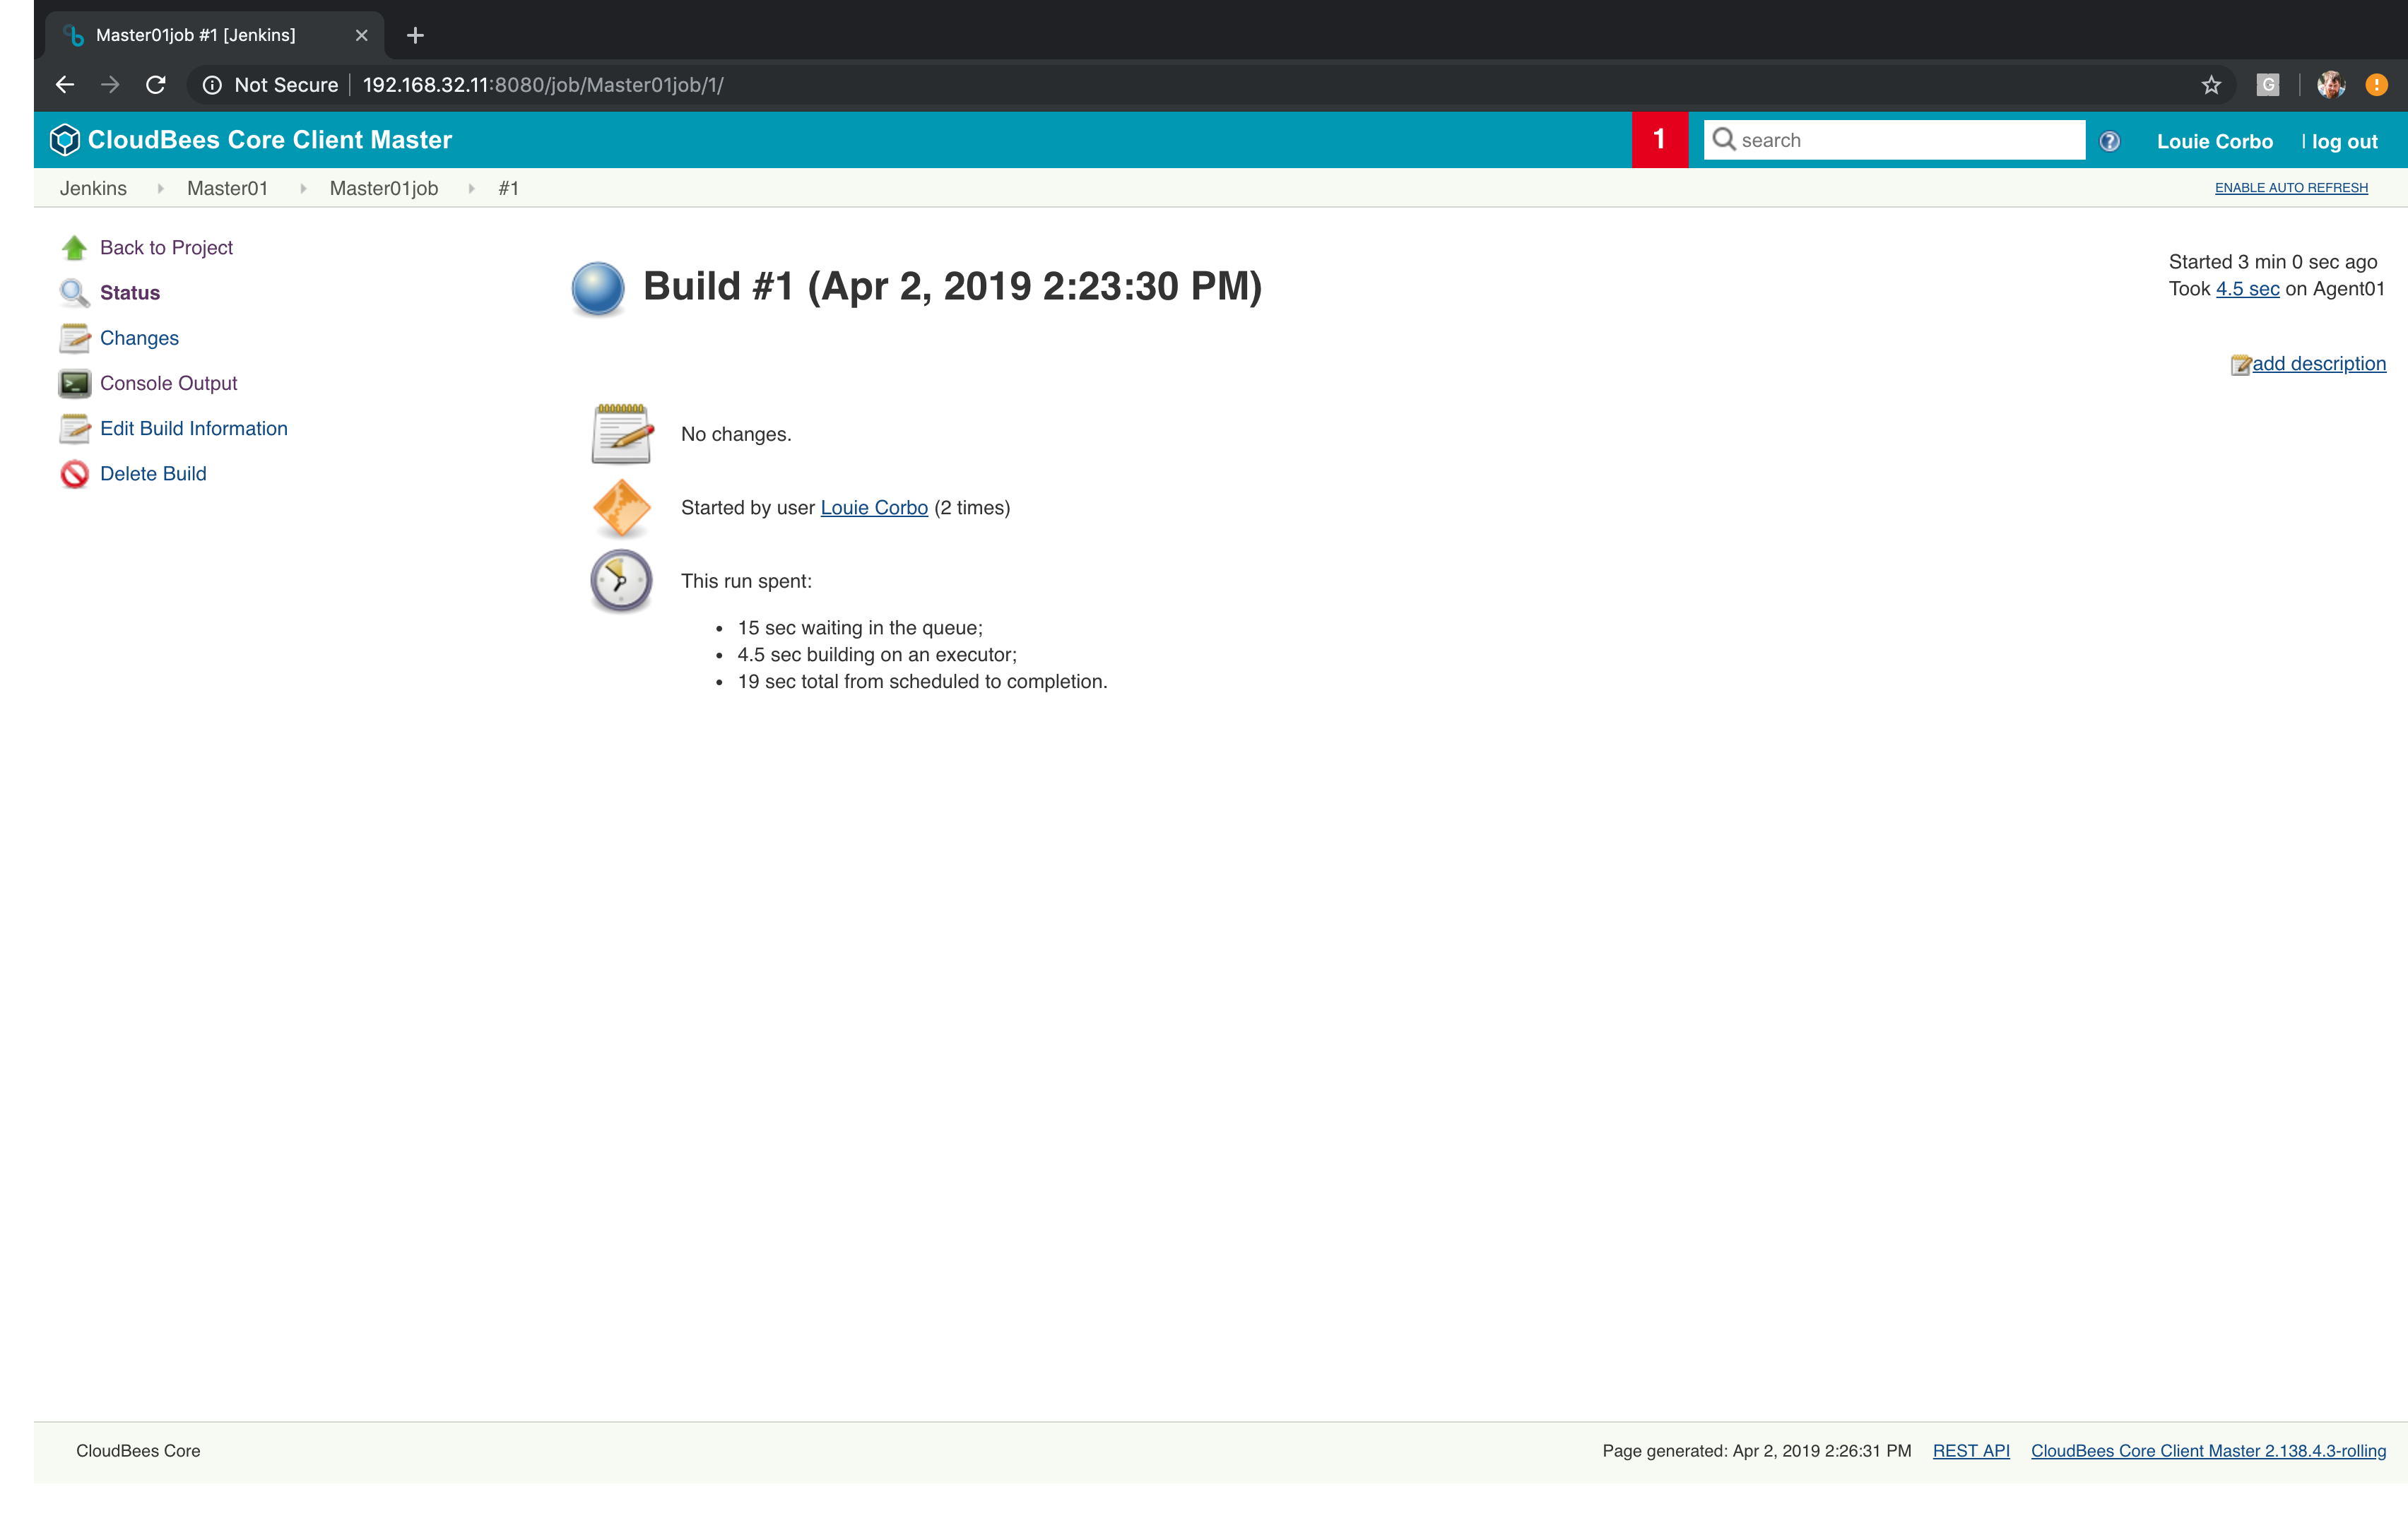 Master01job #1 [Jenkins]
Not Secure 192.168.32.11:8080/job/Master01job/1/
G
CloudBees Core Client Master
1
search
Louie Corbo | log out
Jenkins Master01 Master01job #1
ENABLE AUTO REFRESH
Back to Project
Status
Changes
Console Output
Edit Build Information
Delete Build
Build #1 (Apr 2, 2019 2:23:30 PM)
Started 3 min 0 sec ago
Took 4.5 sec on Agent01
add description
No changes.
Started by user Louie Corbo (2 times)
This run spent:
• 15 sec waiting in the queue;
• 4.5 sec building on an executor;
• 19 sec total from scheduled to completion.
CloudBees Core
Page generated: Apr 2, 2019 2:26:31 PM REST API CloudBees Core Client Master 2.138.4.3-rolling